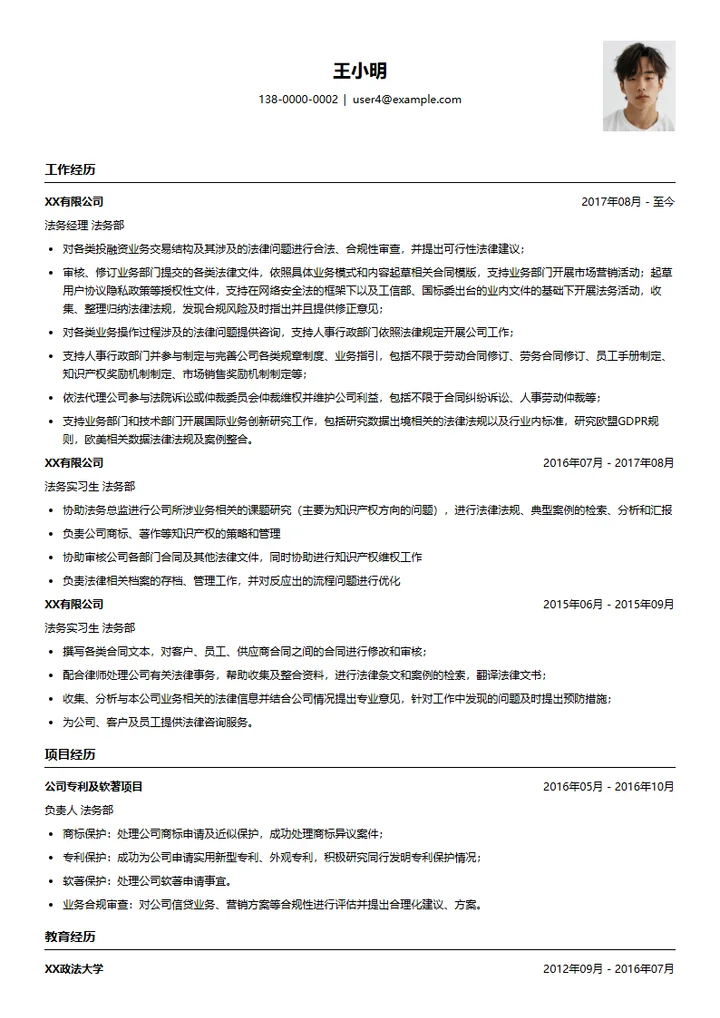 王小明
138-0000-0002 | user4@example.com
工作经历
XX有限公司 2017年08月 - 至今
法务经理 法务部
• 对各类投融资业务交易结构及其涉及的法律问题进行合法、合规性审查，并提出可行性法律建议；
• 审核、修订业务部门提交的各类法律文件，依照具体业务模式和内容起草相关合同模版，支持业务部门开展市场营销活动；起草
用户协议隐私政策等授权性文件，支持在网络安全法的框架下以及工信部、国标委出台的业内文件的基础下开展法务活动，收
集、整理归纳法律法规，发现合规风险及时指出并且提供修正意见；
• 对各类业务操作过程涉及的法律问题提供咨询，支持人事行政部门依照法律规定开展公司工作；
• 支持人事行政部门并参与制定与完善公司各类规章制度、业务指引，包括不限于劳动合同修订、劳务合同修订、员工手册制定、
知识产权奖励机制制定、市场销售奖励机制制定等；
• 依法代理公司参与法院诉讼或仲裁委员会仲裁维权并维护公司利益，包括不限于合同纠纷诉讼、人事劳动仲裁等；
• 支持业务部门和技术部门开展国际业务创新研究工作，包括研究数据出境相关的法律法规以及行业内标准，研究欧盟GDPR规
则，欧美相关数据法律法规及案例整合。
XX有限公司 2016年07月 - 2017年08月
法务实习生 法务部
• 协助法务总监进行公司所涉业务相关的课题研究（主要为知识产权方向的问题），进行法律法规、典型案例的检索、分析和汇报
• 负责公司商标、著作等知识产权的策略和管理
• 协助审核公司各部门合同及其他法律文件，同时协助进行知识产权维权工作
• 负责法律相关档案的存档、管理工作，并对反应出的流程问题进行优化
XX有限公司 2015年06月 - 2015年09月
法务实习生 法务部
• 撰写各类合同文本，对客户、员工、供应商合同之间的合同进行修改和审核；
• 配合律师处理公司有关法律事务，帮助收集及整合资料，进行法律条文和案例的检索，翻译法律文书；
• 收集、分析与本公司业务相关的法律信息并结合公司情况提出专业意见，针对工作中发现的问题及时提出预防措施；
• 为公司、客户及员工提供法律咨询服务。
项目经历
公司专利及软著项目 2016年05月 - 2016年10月
负责人 法务部
• 商标保护：处理公司商标申请及近似保护，成功处理商标异议案件；
• 专利保护：成功为公司申请实用新型专利、外观专利，积极研究同行发明专利保护情况；
• 软著保护：处理公司软著申请事宜。
• 业务合规审查：对公司信贷业务、营销方案等合规性进行评估并提出合理化建议、方案。
教育经历
XX政法大学 2012年09月 - 2016年07月